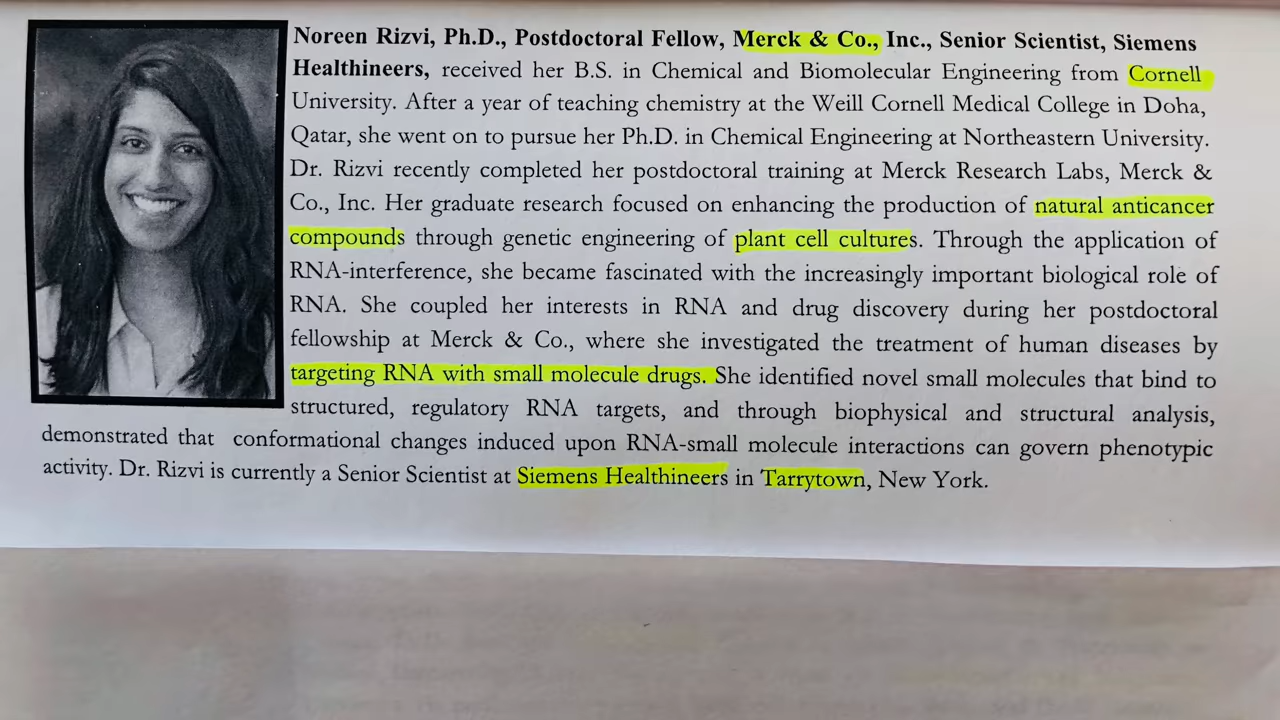 Noreen Rizvi, Ph.D., Postdoctoral Fellow, Merck & Co., Inc., Senior Scientist, Siemens
Healthineers, received her B.S. in Chemical and Biomolecular Engineering from Cornell
University. After a year of teaching chemistry at the Weill Cornell Medical College in Doha,
Qatar, she went on to pursue her Ph.D. in Chemical Engineering at Northeastern University.
Dr. Rizvi recently completed her postdoctoral training at Merck Research Labs, Merck &
Co., Inc. Her graduate research focused on enhancing the production of natural anticancer
compounds through genetic engineering of plant cell cultures. Through the application of
RNA-interference, she became fascinated with the increasingly important biological role of
RNA. She coupled her interests in RNA and drug discovery during her postdoctoral
fellowship at Merck & Co., where she investigated the treatment of human diseases by
targeting RNA with small molecule drugs. She identified novel small molecules that bind to
structured, regulatory RNA targets, and through biophysical and structural analysis,
demonstrated that conformational changes induced upon RNA-small molecule interactions can govern phenotypic
activity. Dr. Rizvi is currently a Senior Scientist at Siemens Healthineers in Tarrytown, New York.